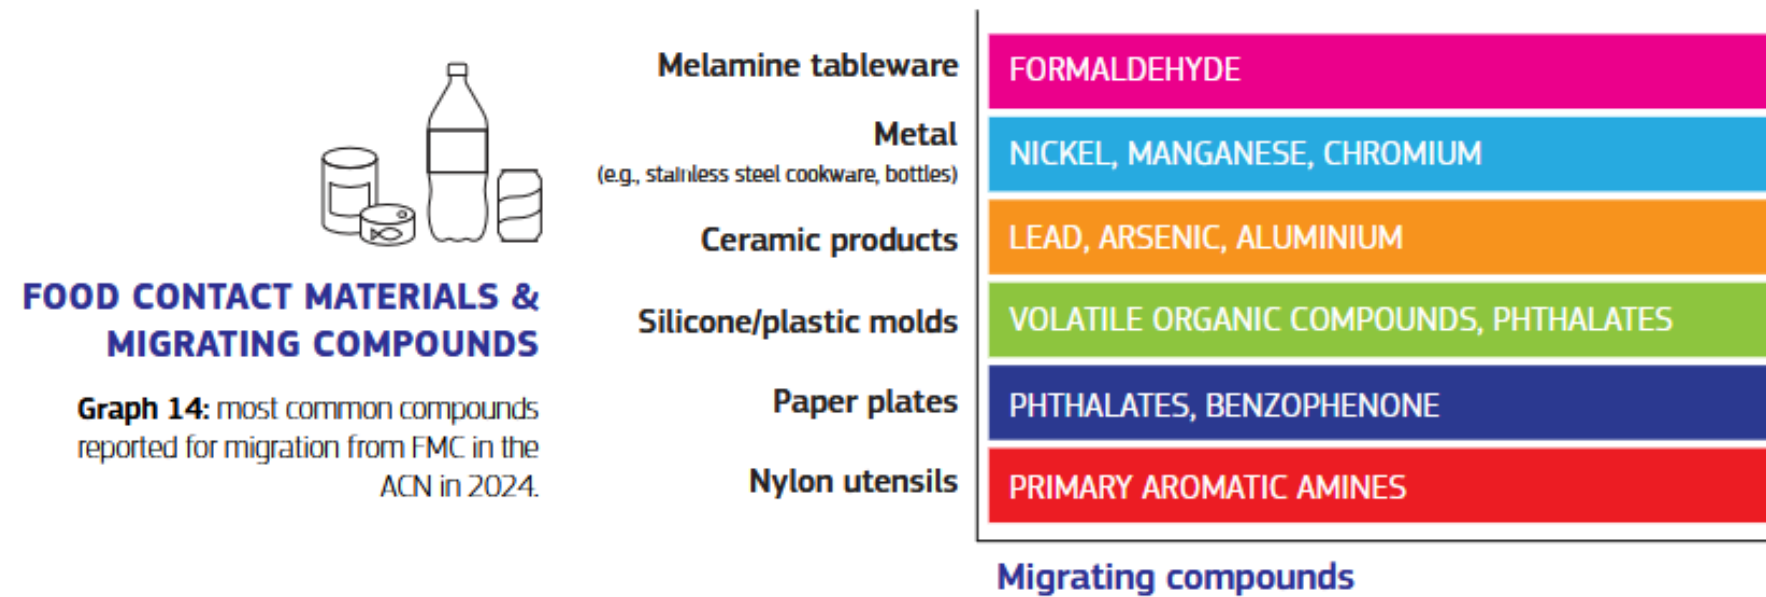 FOOD CONTACT MATERIALS &
MIGRATING COMPOUNDS
Graph 14: most common compounds
reported for migration from FMC in the
ACN in 2024.
Melamine tableware
FORMALDEHYDE
Metal
(e.g., stainless steel cookware, bottles)
NICKEL, MANGANESE, CHROMIUM
Ceramic products
LEAD, ARSENIC, ALUMINIUM
Silicone/plastic molds
VOLATILE ORGANIC COMPOUNDS, PHTHALATES
Paper plates
PHTHALATES, BENZOPHENONE
Nylon utensils
PRIMARY AROMATIC AMINES
Migrating compounds